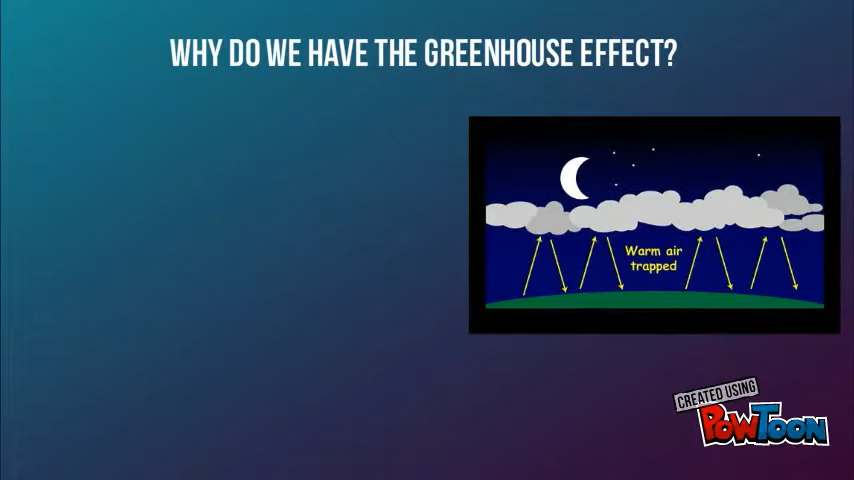 WHY DO WE HAVE THE GREENHOUSE EFFECT?
Warm air
trapped
CREATED USING
POWTOON